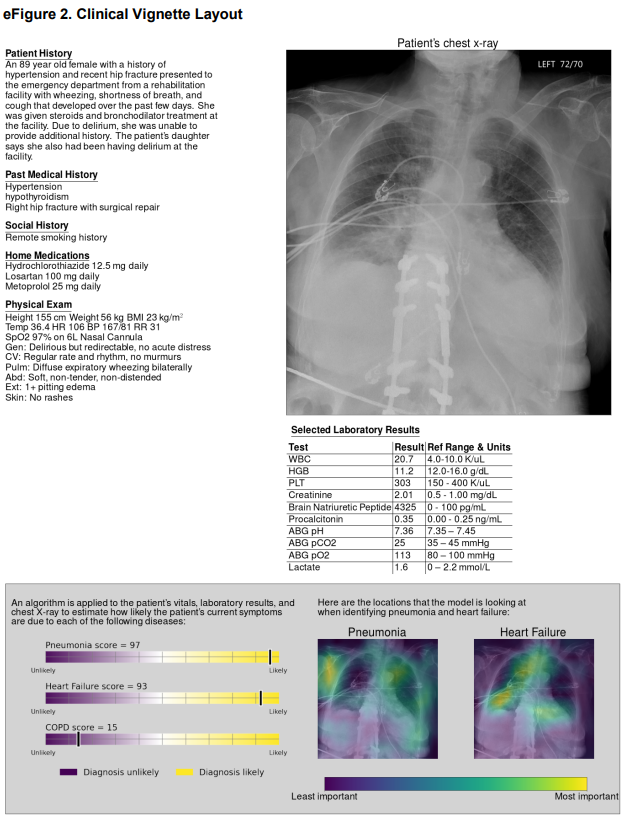 eFigure 2. Clinical Vignette Layout
Patient History
An 89 year old female with a history of
hypertension and recent hip fracture presented to
the emergency department from a rehabilitation
facility with wheezing, shortness of breath, and
cough that developed over the past few days. She
was given steroids and bronchodilator treatment at
the facility. Due to delirium, she was unable to
provide additional history. The patient's daughter
says she also had been having delirium at the
facility.
Past Medical History
Hypertension
hypothyroidism
Right hip fracture with surgical repair
Social History
Remote smoking history
Home Medications
Hydrochlorothiazide 12.5 mg daily
Losartan 100 mg daily
Metoprolol 25 mg daily
Physical Exam
Height 155 cm Weight 56 kg BMI 23 kg/m²
Temp 36.4 HR 106 BP 167/81 RR 31
SpO2 97% on 6L Nasal Cannula
Gen: Delirious but redirectable, no acute distress
CV: Regular rate and rhythm, no murmurs
Pulm: Diffuse expiratory wheezing bilaterally
Abd: Soft, non-tender, non-distended
Ext: 1+ pitting edema
Skin: No rashes
Patient's chest x-ray
LEFT 72/70
Selected Laboratory Results
Test Result Ref Range & Units
WBC 20.7 4.0-10.0 K/uL
HGB 11.2 12.0-16.0 g/dL
PLT 303 150 - 400 K/uL
Creatinine 2.01 0.5 - 1.00 mg/dL
Brain Natriuretic Peptide 4325 0 - 100 pg/mL
Procalcitonin 0.35 0.00 - 0.25 ng/mL
ABG pH 7.36 7.35 – 7.45
ABG pCO2 25 35 – 45 mmHg
ABG pO2 113 80 – 100 mmHg
Lactate 1.6 0 – 2.2 mmol/L
An algorithm is applied to the patient's vitals, laboratory results, and
chest X-ray to estimate how likely the patient's current symptoms
are due to each of the following diseases:
Pneumonia score = 97
Unlikely Likely
Heart Failure score = 93
Unlikely Likely
COPD score = 15
Unlikely Likely
Diagnosis unlikely Diagnosis likely
Here are the locations that the model is looking at
when identifying pneumonia and heart failure:
Pneumonia Heart Failure
Least important Most important